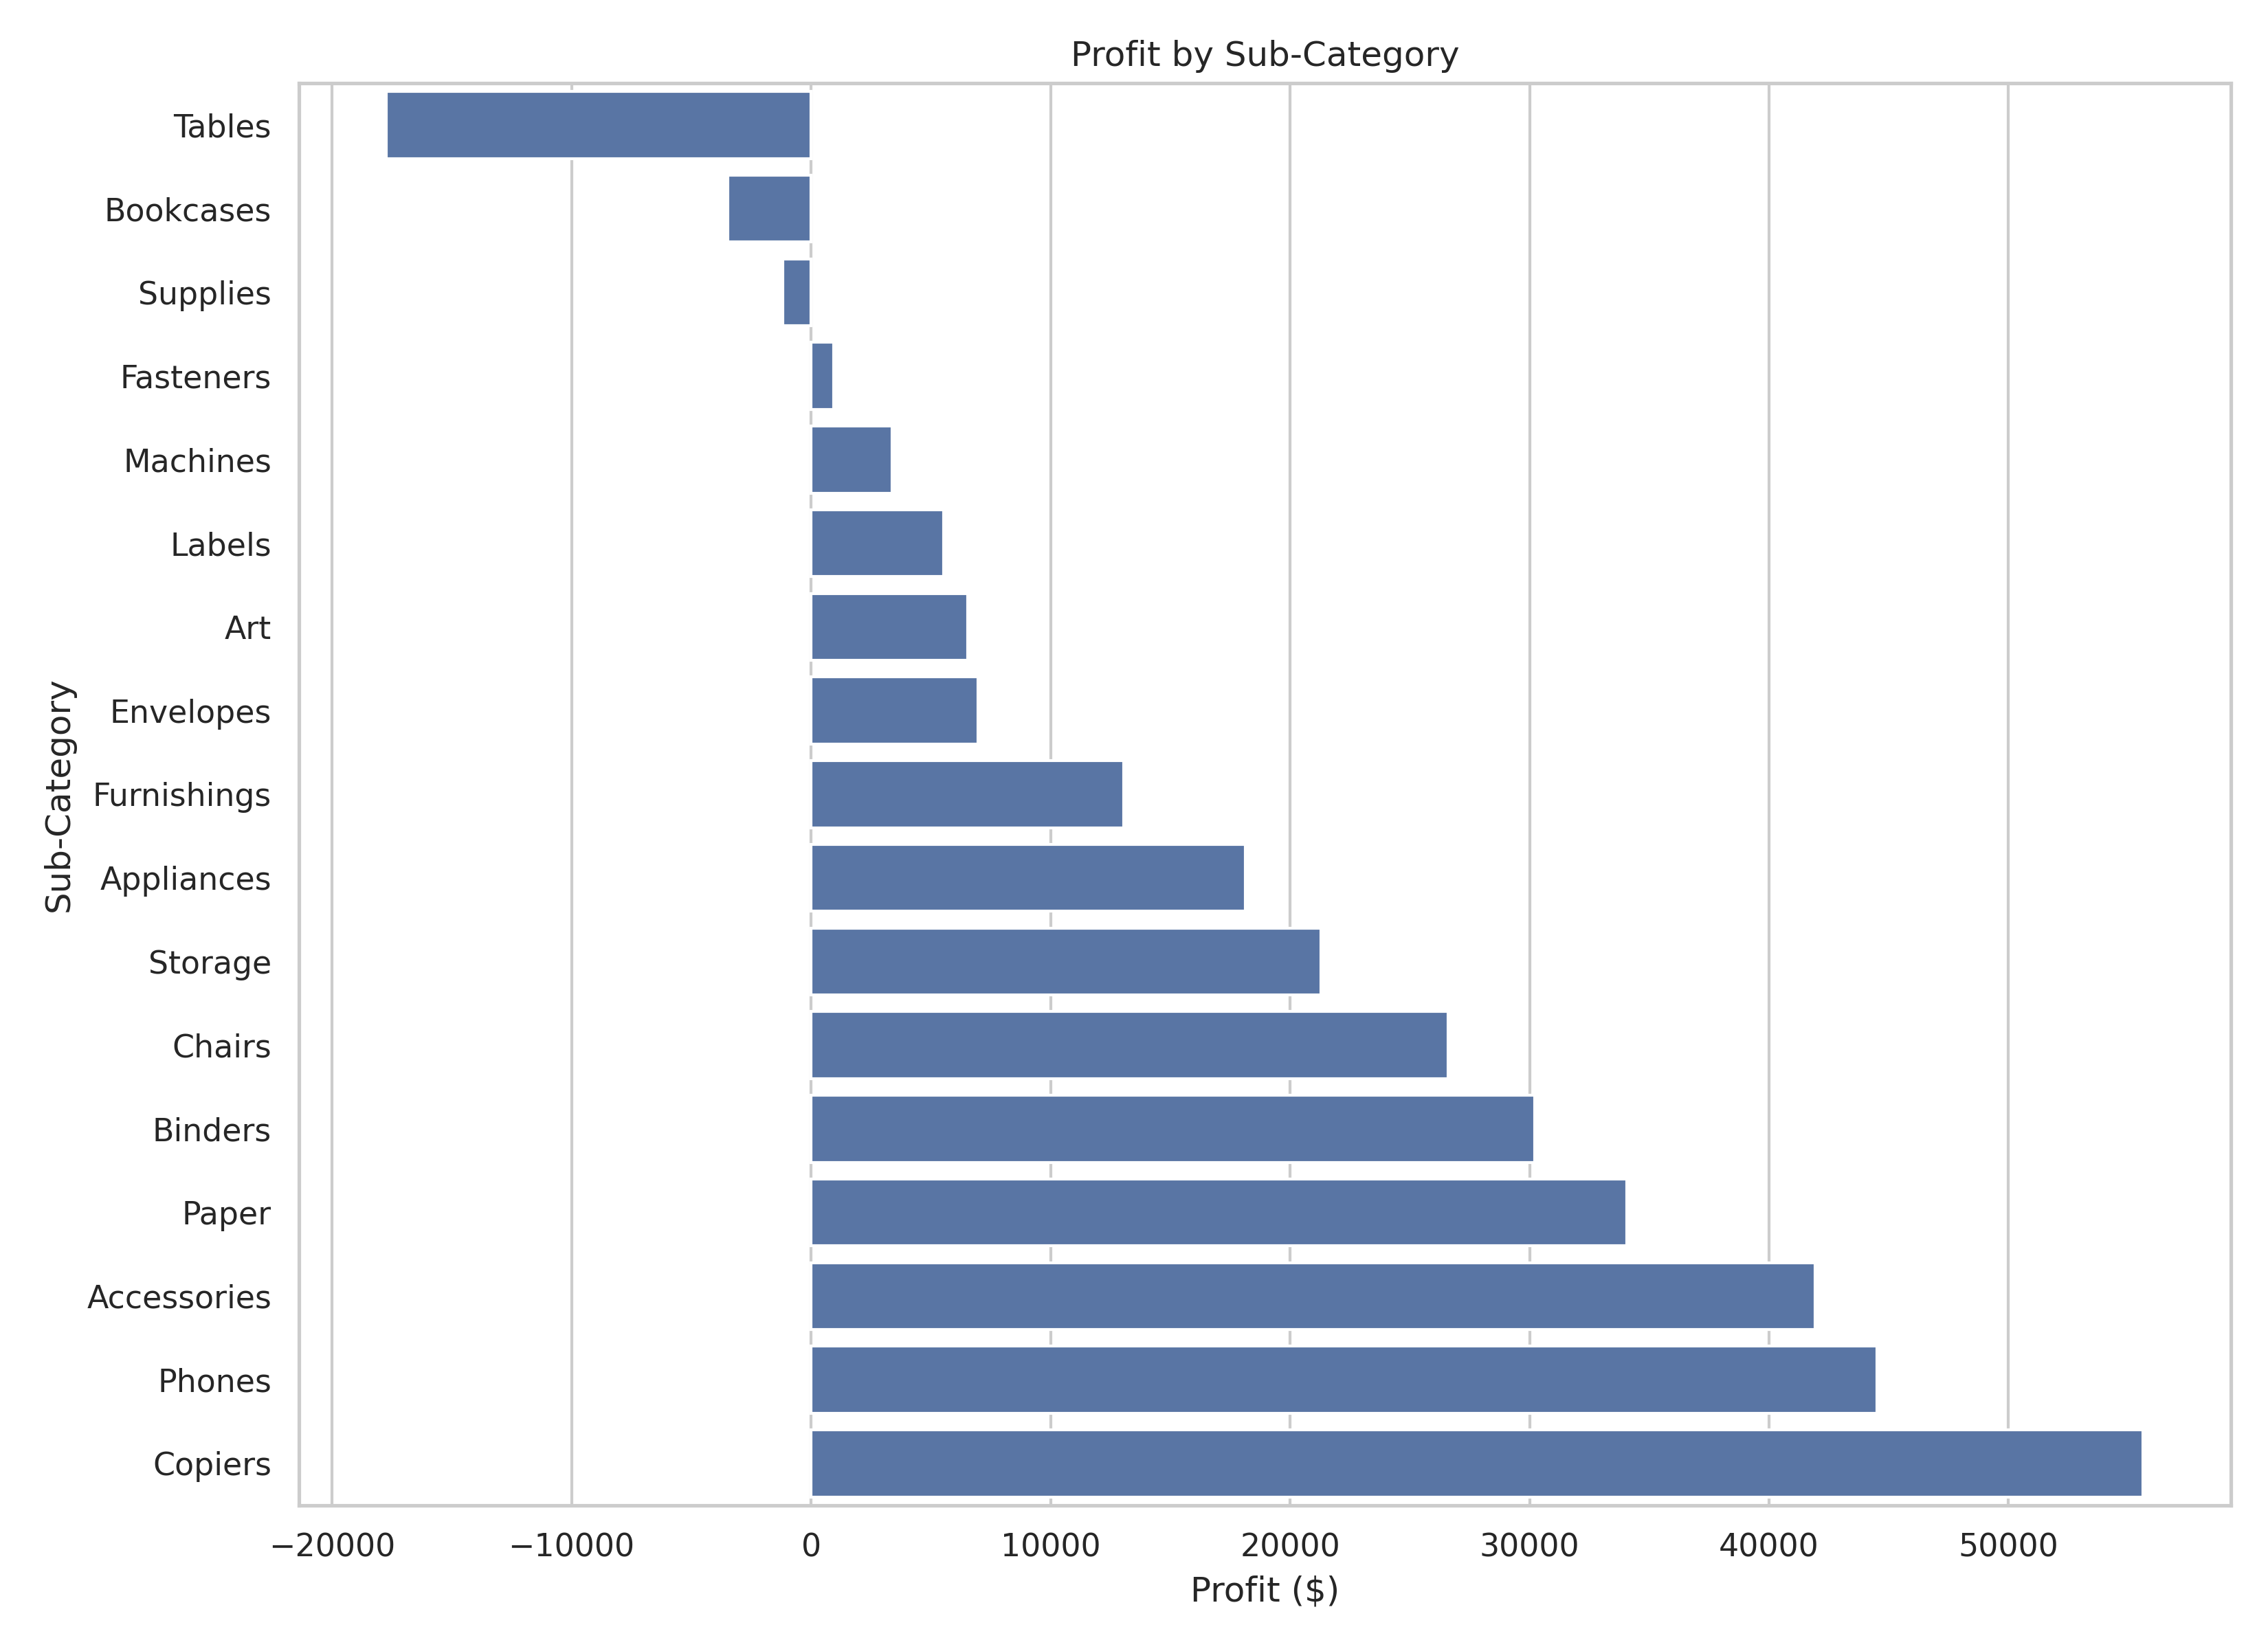 Profit by Sub-Category
Tables
Bookcases
Supplies
Fasteners
Machines
Labels
Art
Envelopes
Furnishings
Appliances
Storage
Chairs
Binders
Paper
Accessories
Phones
Copiers
Sub-Category
−20000 −10000 0 10000 20000 30000 40000 50000
Profit ($)